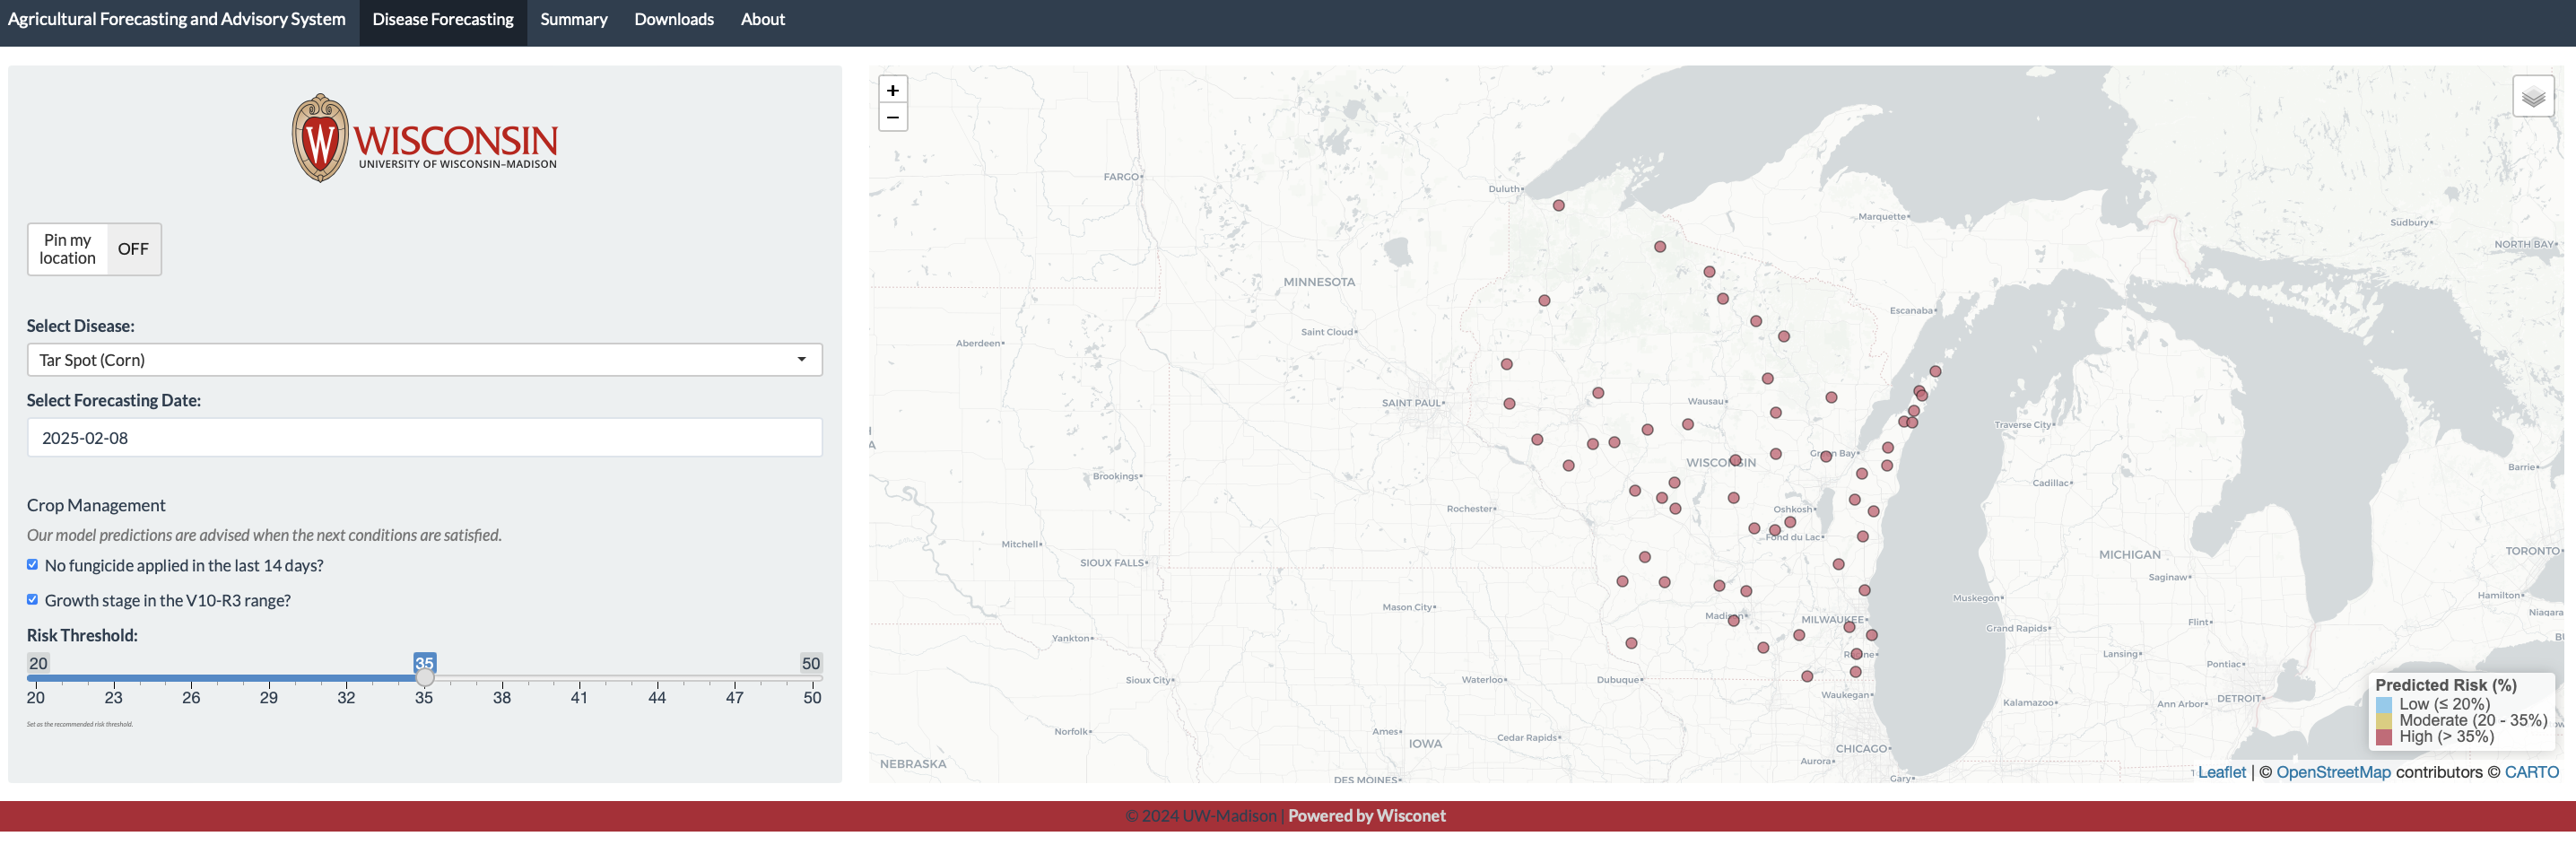 Agricultural Forecasting and Advisory System Disease Forecasting Summary Downloads About
W WISCONSIN
UNIVERSITY OF WISCONSIN–MADISON
Pin my
location
OFF
Select Disease:
Tar Spot (Corn)
Select Forecasting Date:
2025-02-08
Crop Management
Our model predictions are advised when the next conditions are satisfied.
No fungicide applied in the last 14 days?
Growth stage in the V10-R3 range?
Risk Threshold:
20 35 50
20 23 26 29 32 35 38 41 44 47 50
Set as the recommended risk threshold.
+
−
FARGO
Duluth
Marquette
Sudbury
NORTH BAY
MINNESOTA
Escanaba
Saint Cloud
Aberdeen
SAINT PAUL
Wausau
Traverse City
WISCONSIN
Green Bay
Barrie
Brookings
Cadillac
Rochester
Oshkosh
Fond du Lac
Mitchell
SIOUX FALLS
MICHIGAN
TORONTO
Saginaw
Mason City
Muskegon
Hamilton
Madison
MILWAUKEE
Niagara
Grand Rapids
Flint
Yankton
Racine
Lansing
Pontiac
Sioux City
Waterloo
Dubuque
Waukegan
Kalamazoo
Ann Arbor
DETROIT
Norfolk
Ames
Cedar Rapids
IOWA
CHICAGO
Aurora
NEBRASKA
DES MOINES
Gary
Predicted Risk (%)
Low (≤ 20%)
Moderate (20 - 35%)
High (> 35%)
Leaflet | © OpenStreetMap contributors © CARTO
© 2024 UW-Madison | Powered by Wisconet